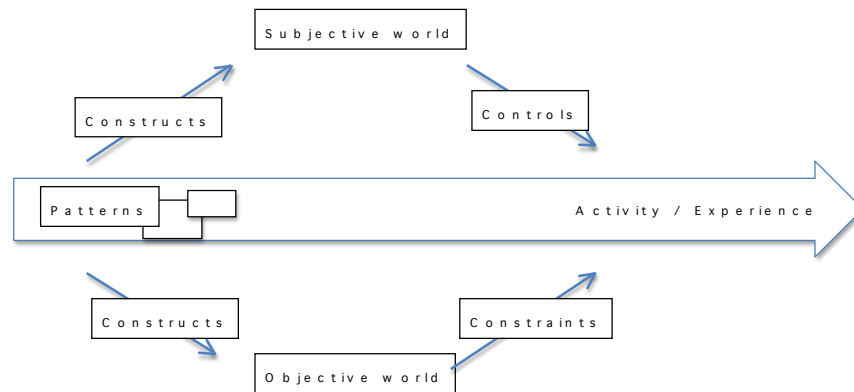 Subjective world
Constructs
Controls
Patterns
Activity / Experience
Constructs
Constraints
Objective world